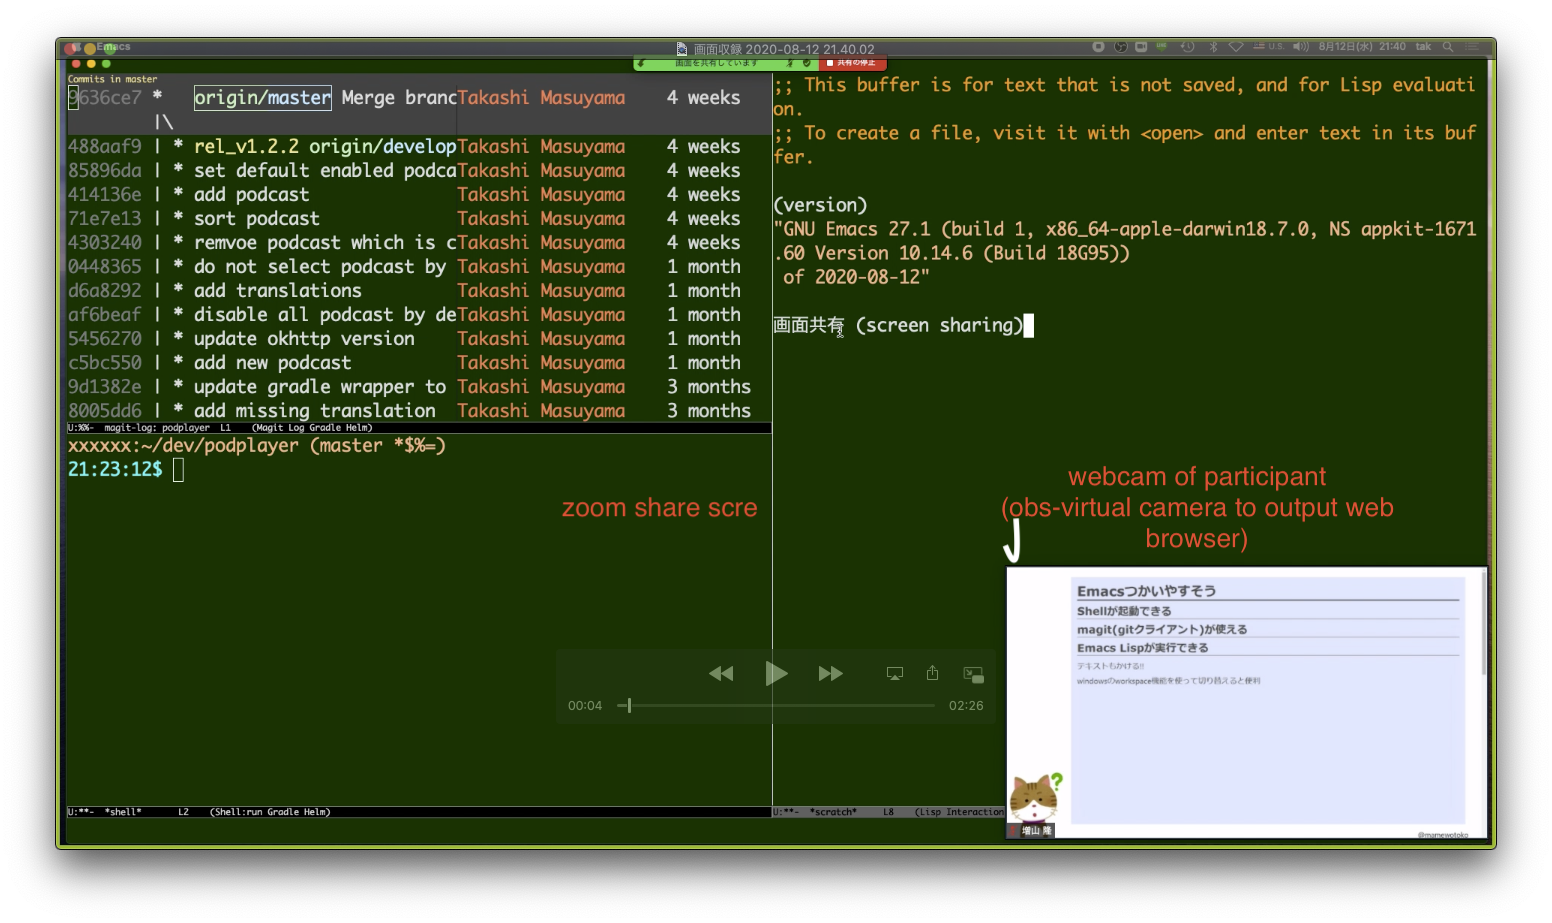 Emacs
画面収録 2020-08-12 21.40.02
U.S. 8月12日(水) 21:40 tak
画面を共有しています 共有の停止
Commits in master
9636ce7 * origin/master Merge branc Takashi Masuyama 4 weeks
|\
488aaf9 | * rel_v1.2.2 origin/develop Takashi Masuyama 4 weeks
85896da | * set default enabled podca Takashi Masuyama 4 weeks
414136e | * add podcast Takashi Masuyama 4 weeks
71e7e13 | * sort podcast Takashi Masuyama 4 weeks
4303240 | * remvoe podcast which is c Takashi Masuyama 4 weeks
0448365 | * do not select podcast by Takashi Masuyama 1 month
d6a8292 | * add translations Takashi Masuyama 1 month
af6beaf | * disable all podcast by de Takashi Masuyama 1 month
5456270 | * update okhttp version Takashi Masuyama 1 month
c5bc550 | * add new podcast Takashi Masuyama 1 month
9d1382e | * update gradle wrapper to Takashi Masuyama 3 months
8005dd6 | * add missing translation Takashi Masuyama 3 months
U:%%- magit-log: podplayer L1 (Magit Log Gradle Helm)
xxxxxx:~/dev/podplayer (master *$%=)
21:23:12$
zoom share scre
U:**- *shell* L2 (Shell:run Gradle Helm)
;; This buffer is for text that is not saved, and for Lisp evaluati
on.
;; To create a file, visit it with <open> and enter text in its buf
fer.
(version)
"GNU Emacs 27.1 (build 1, x86_64-apple-darwin18.7.0, NS appkit-1671
.60 Version 10.14.6 (Build 18G95))
of 2020-08-12"
画面共有 (screen sharing)
webcam of participant
(obs-virtual camera to output web
browser)
00:04 02:26
Emacsつかいやすそう
Shellが起動できる
magit(gitクライアント)が使える
Emacs Lispが実行できる
テキストもかける!!
windowsのworkspace機能を使って切り替えると便利
増山 隆
@mamewotoko
U:**- *scratch* L8 (Lisp Interaction